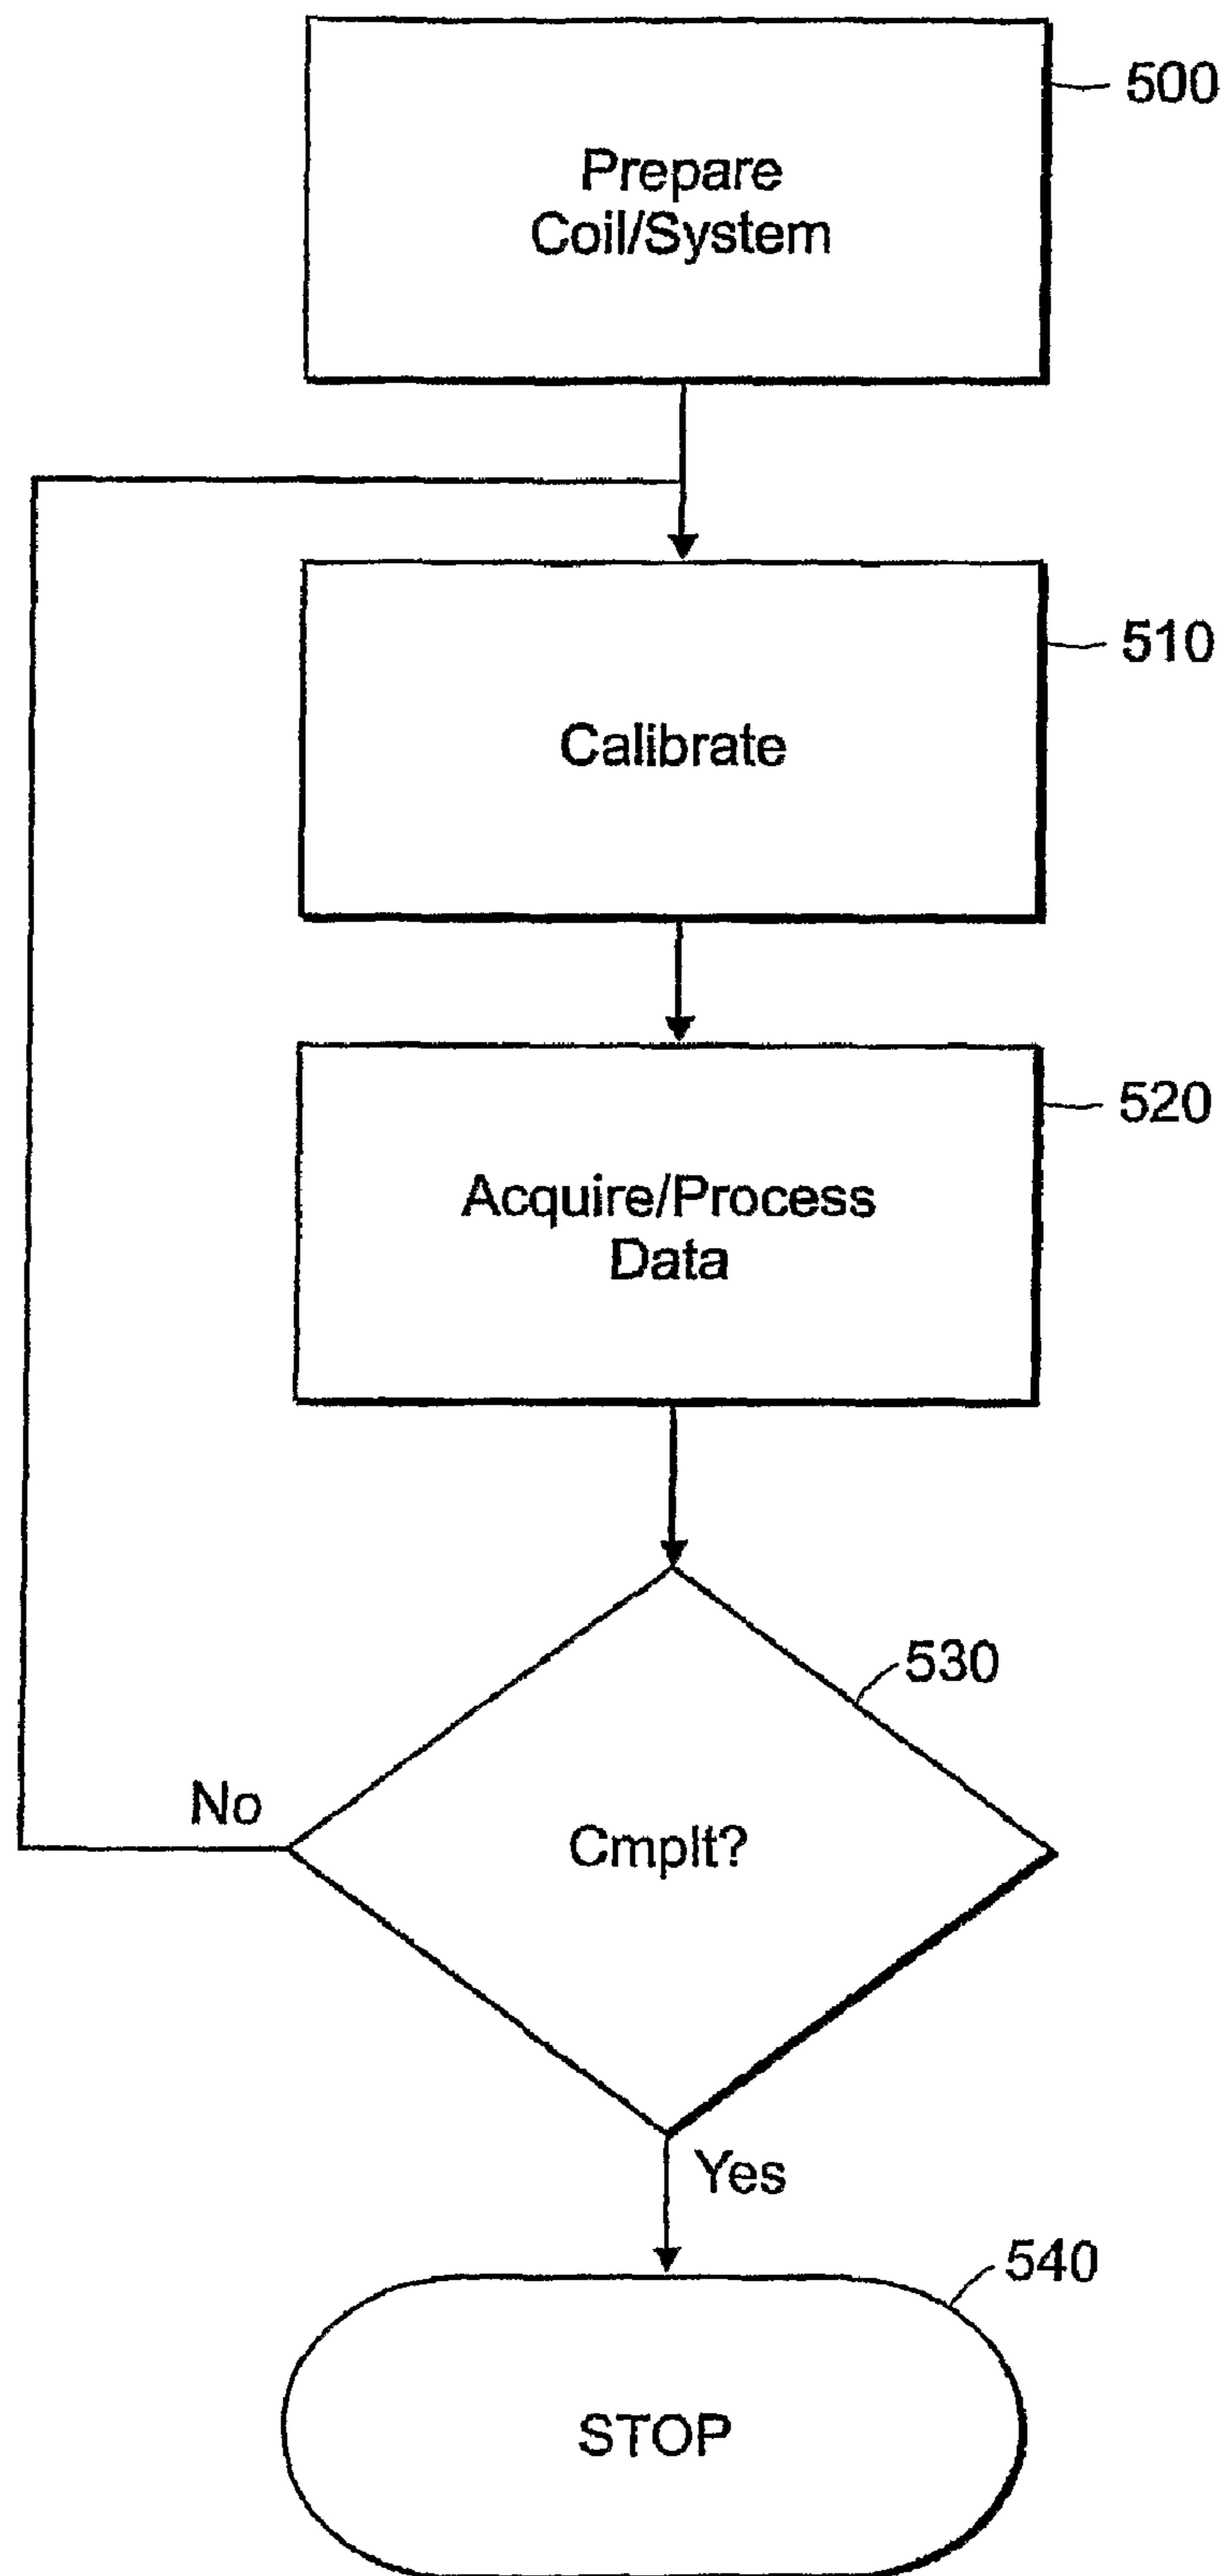 500
Prepare
Coil/System
510
Calibrate
520
Acquire/Process
Data
530
No
Cmplt?
Yes
540
STOP